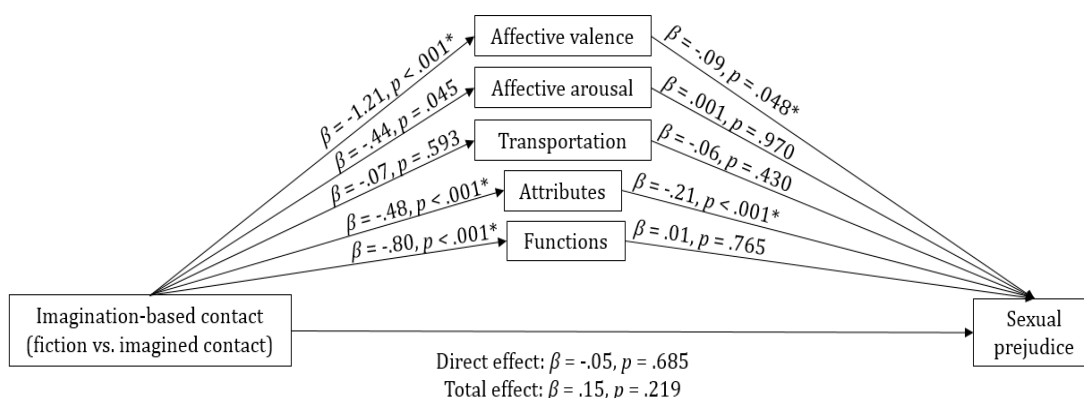 Affective valence
β = -1.21, p < .001*
β = -.09, p = .048*
Affective arousal
β = -.44, p = .045
β = .001, p = .970
Transportation
β = -.07, p = .593
β = -.06, p = .430
Attributes
β = -.48, p < .001*
β = -.21, p < .001*
Functions
β = -.80, p < .001*
β = .01, p = .765
Imagination-based contact
(fiction vs. imagined contact)
Sexual
prejudice
Direct effect: β = -.05, p = .685
Total effect: β = .15, p = .219